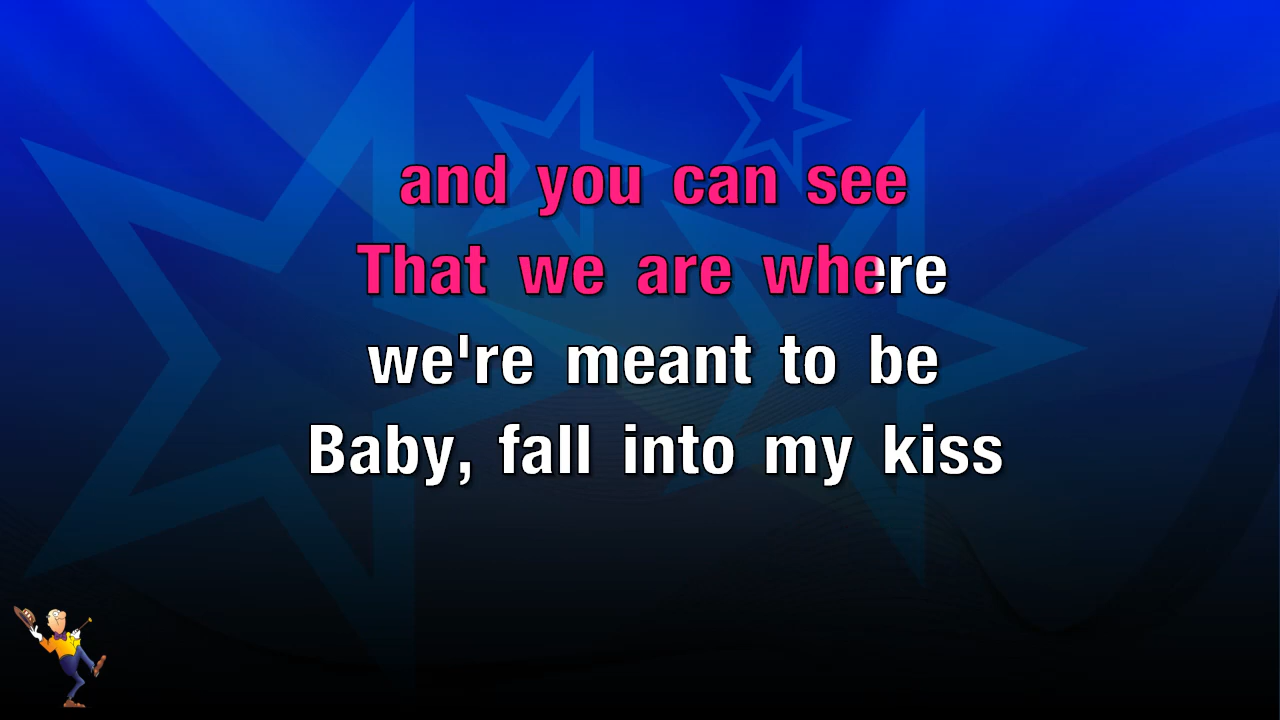 and you can see
That we are where
we're meant to be
Baby, fall into my kiss